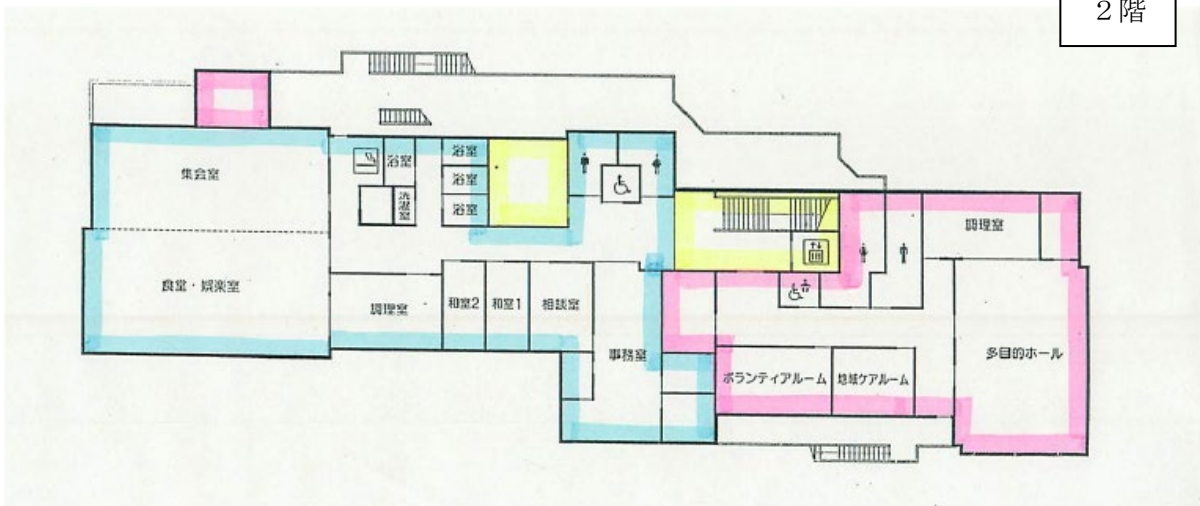 2階
集会室
浴室
浴室
浴室
浴室
洗濯室
食堂・娯楽室
調理室
和室2
和室1
相談室
事務室
調理室
多目的ホール
ボランティアルーム
地域ケアルーム